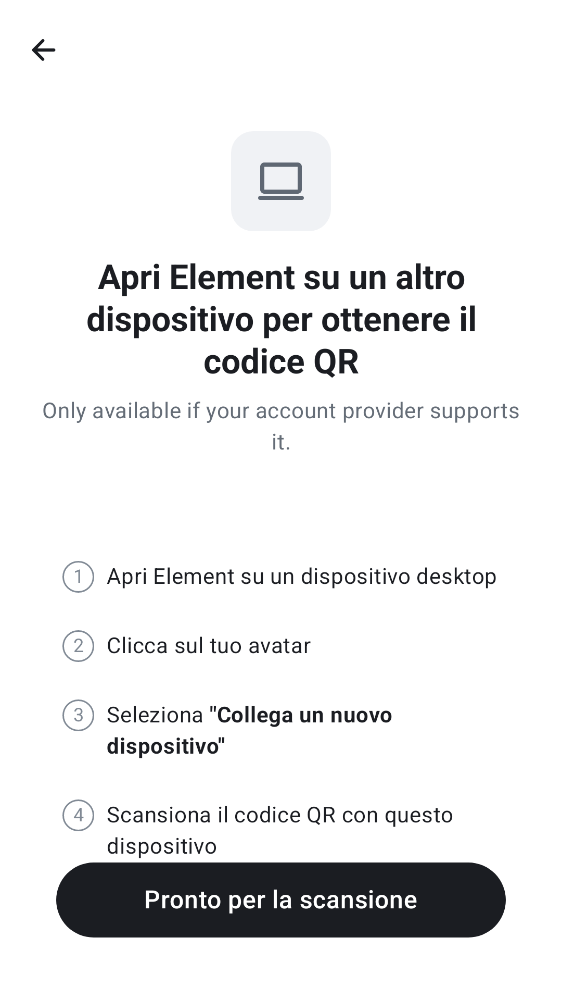 Apri Element su un altro
dispositivo per ottenere il
codice QR
Only available if your account provider supports
it.
1 Apri Element su un dispositivo desktop
2 Clicca sul tuo avatar
3 Seleziona "Collega un nuovo
dispositivo"
4 Scansiona il codice QR con questo
dispositivo
Pronto per la scansione